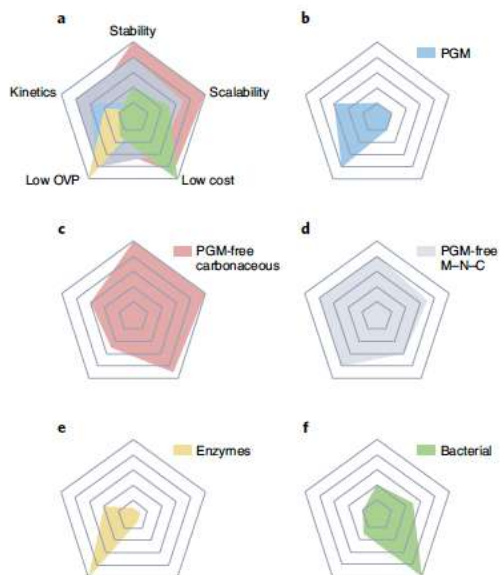 a
b
Stability
PGM
Kinetics
Scalability
Low OVP
Low cost
c
d
PGM-free
carbonaceous
PGM-free
M–N–C
e
f
Enzymes
Bacterial